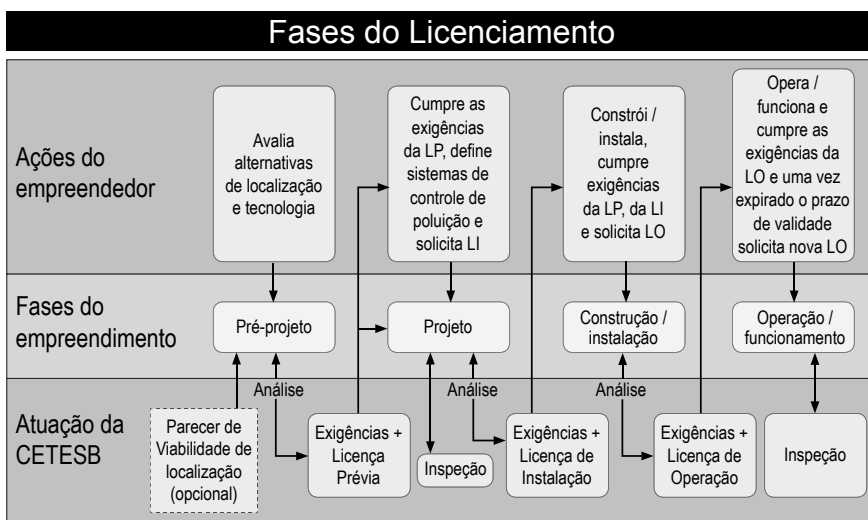 Fases do Licenciamento
Ações do
empreendedor
Avalia
alternativas
de localização
e tecnologia
Cumpre as
exigências
da LP, define
sistemas de
controle de
poluição e
solicita LI
Constrói /
instala,
cumpre
exigências
da LP, da LI
e solicita LO
Opera /
funciona e
cumpre as
exigências da
LO e uma vez
expirado o prazo
de validade
solicita nova LO
Fases do
empreendimento
Pré-projeto
Projeto
Construção /
instalação
Operação /
funcionamento
Análise
Análise
Análise
Atuação da
CETESB
Parecer de
Viabilidade de
localização
(opcional)
Exigências +
Licença
Prévia
Inspeção
Exigências +
Licença de
Instalação
Exigências +
Licença de
Operação
Inspeção